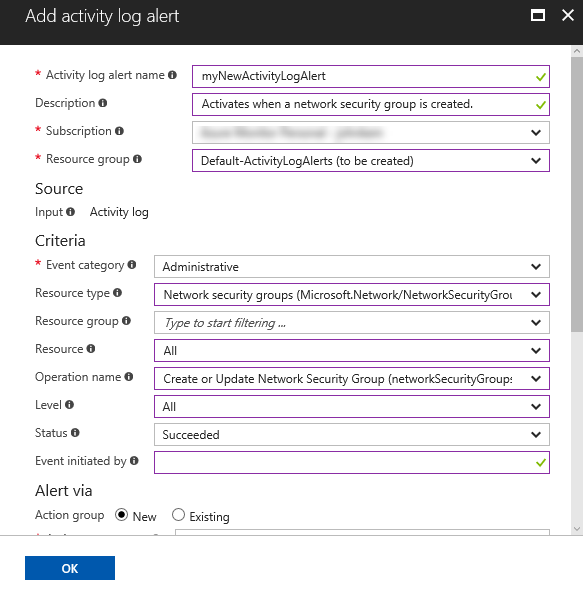 Add activity log alert
* Activity log alert name myNewActivityLogAlert
Description Activates when a network security group is created.
* Subscription
* Resource group Default-ActivityLogAlerts (to be created)
Source
Input Activity log
Criteria
* Event category Administrative
Resource type Network security groups (Microsoft.Network/NetworkSecurityGrou
Resource group Type to start filtering ...
Resource All
Operation name Create or Update Network Security Group (networkSecurityGroups
Level All
Status Succeeded
Event initiated by
Alert via
Action group New Existing
OK